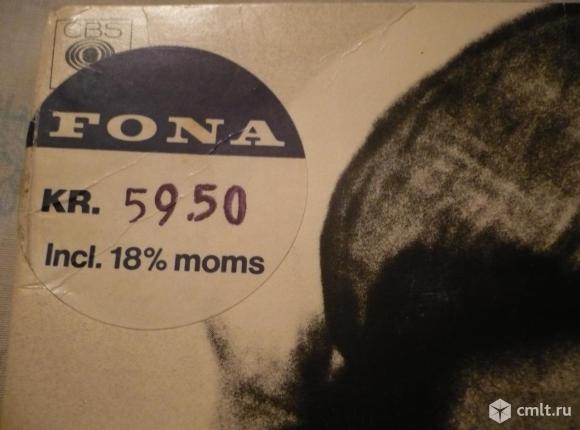 CBS
FONA
KR. 59.50
Incl. 18% moms
cmlt.ru